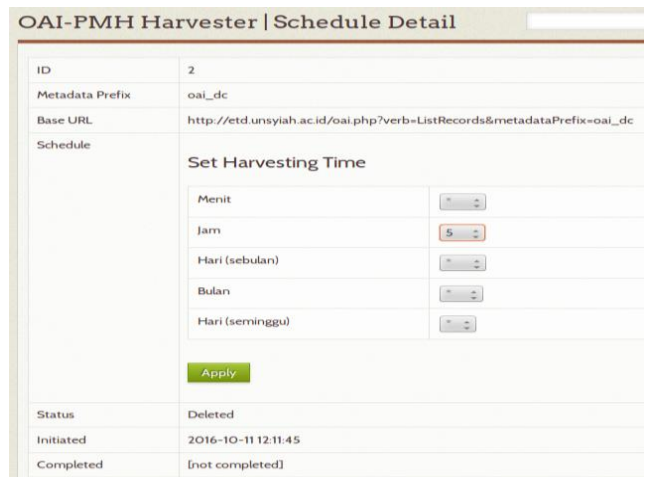 OAI-PMH Harvester | Schedule Detail
ID 2
Metadata Prefix oai_dc
Base URL http://etd.unsyiah.ac.id/oai.php?verb=ListRecords&metadataPrefix=oai_dc
Schedule
Set Harvesting Time
Menit *
Jam 5
Hari (sebulan) *
Bulan *
Hari (seminggu) *
Apply
Status Deleted
Initiated 2016-10-11 12:11:45
Completed [not completed]